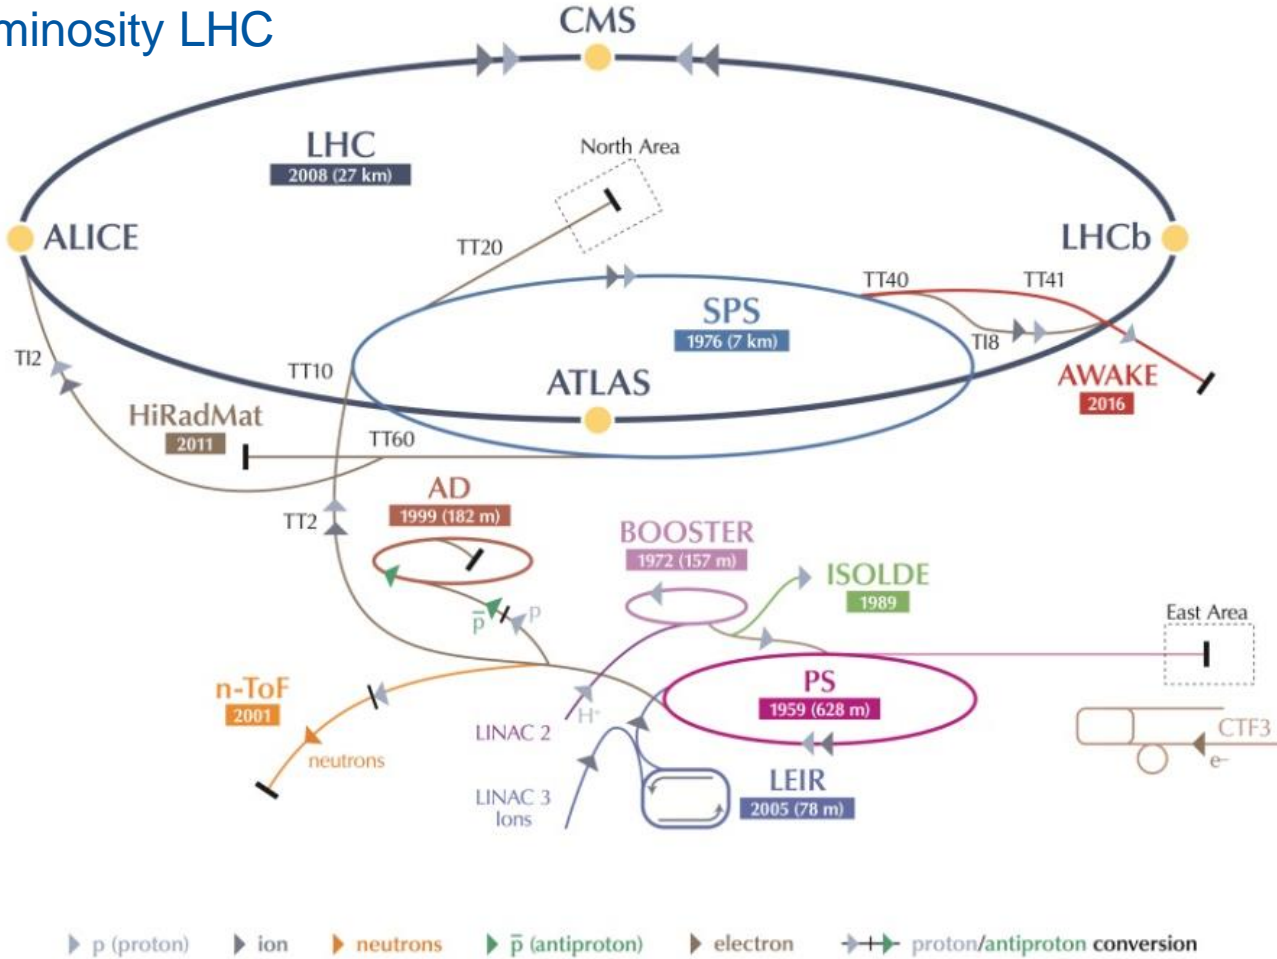 minosity LHC
CMS
LHC
2008 (27 km)
North Area
ALICE
TT20
LHCb
TT40
TT41
SPS
1976 (7 km)
TI8
TI2
TT10
ATLAS
AWAKE
2016
HiRadMat
2011
TT60
AD
1999 (182 m)
TT2
BOOSTER
1972 (157 m)
ISOLDE
1989
p̅
p
East Area
n-ToF
2001
PS
1959 (628 m)
H⁺
LINAC 2
neutrons
CTF3
e–
LINAC 3
Ions
LEIR
2005 (78 m)
p (proton)
ion
neutrons
p̅ (antiproton)
electron
proton/antiproton conversion